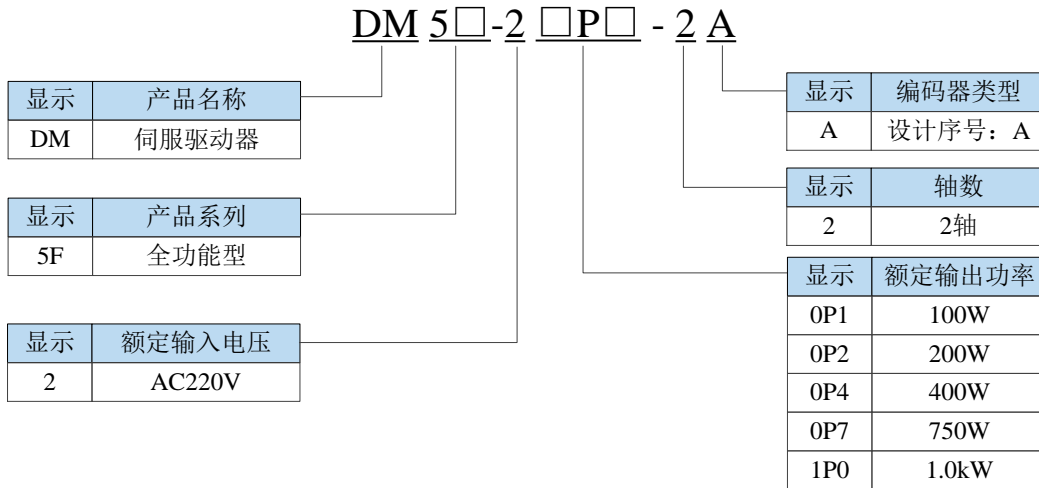 DM 5□-2 □P□ - 2 A
显示 产品名称
DM 伺服驱动器
显示 产品系列
5F 全功能型
显示 额定输入电压
2 AC220V
显示 编码器类型
A 设计序号：A
显示 轴数
2 2轴
显示 额定输出功率
0P1 100W
0P2 200W
0P4 400W
0P7 750W
1P0 1.0kW